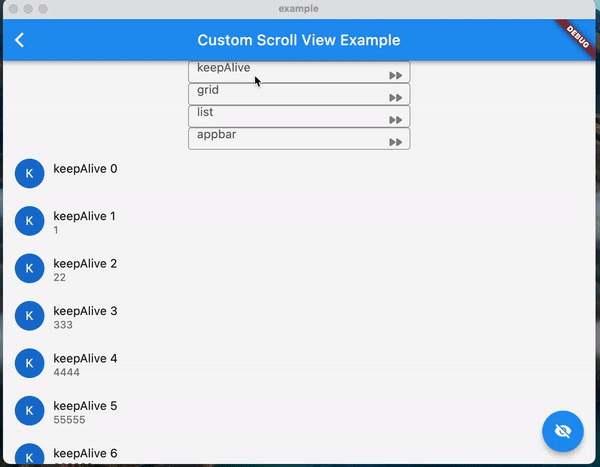 example
Custom Scroll View Example
DEBUG
keepAlive
grid
list
appbar
K keepAlive 0
K keepAlive 1
1
K keepAlive 2
22
K keepAlive 3
333
K keepAlive 4
4444
K keepAlive 5
55555
K keepAlive 6